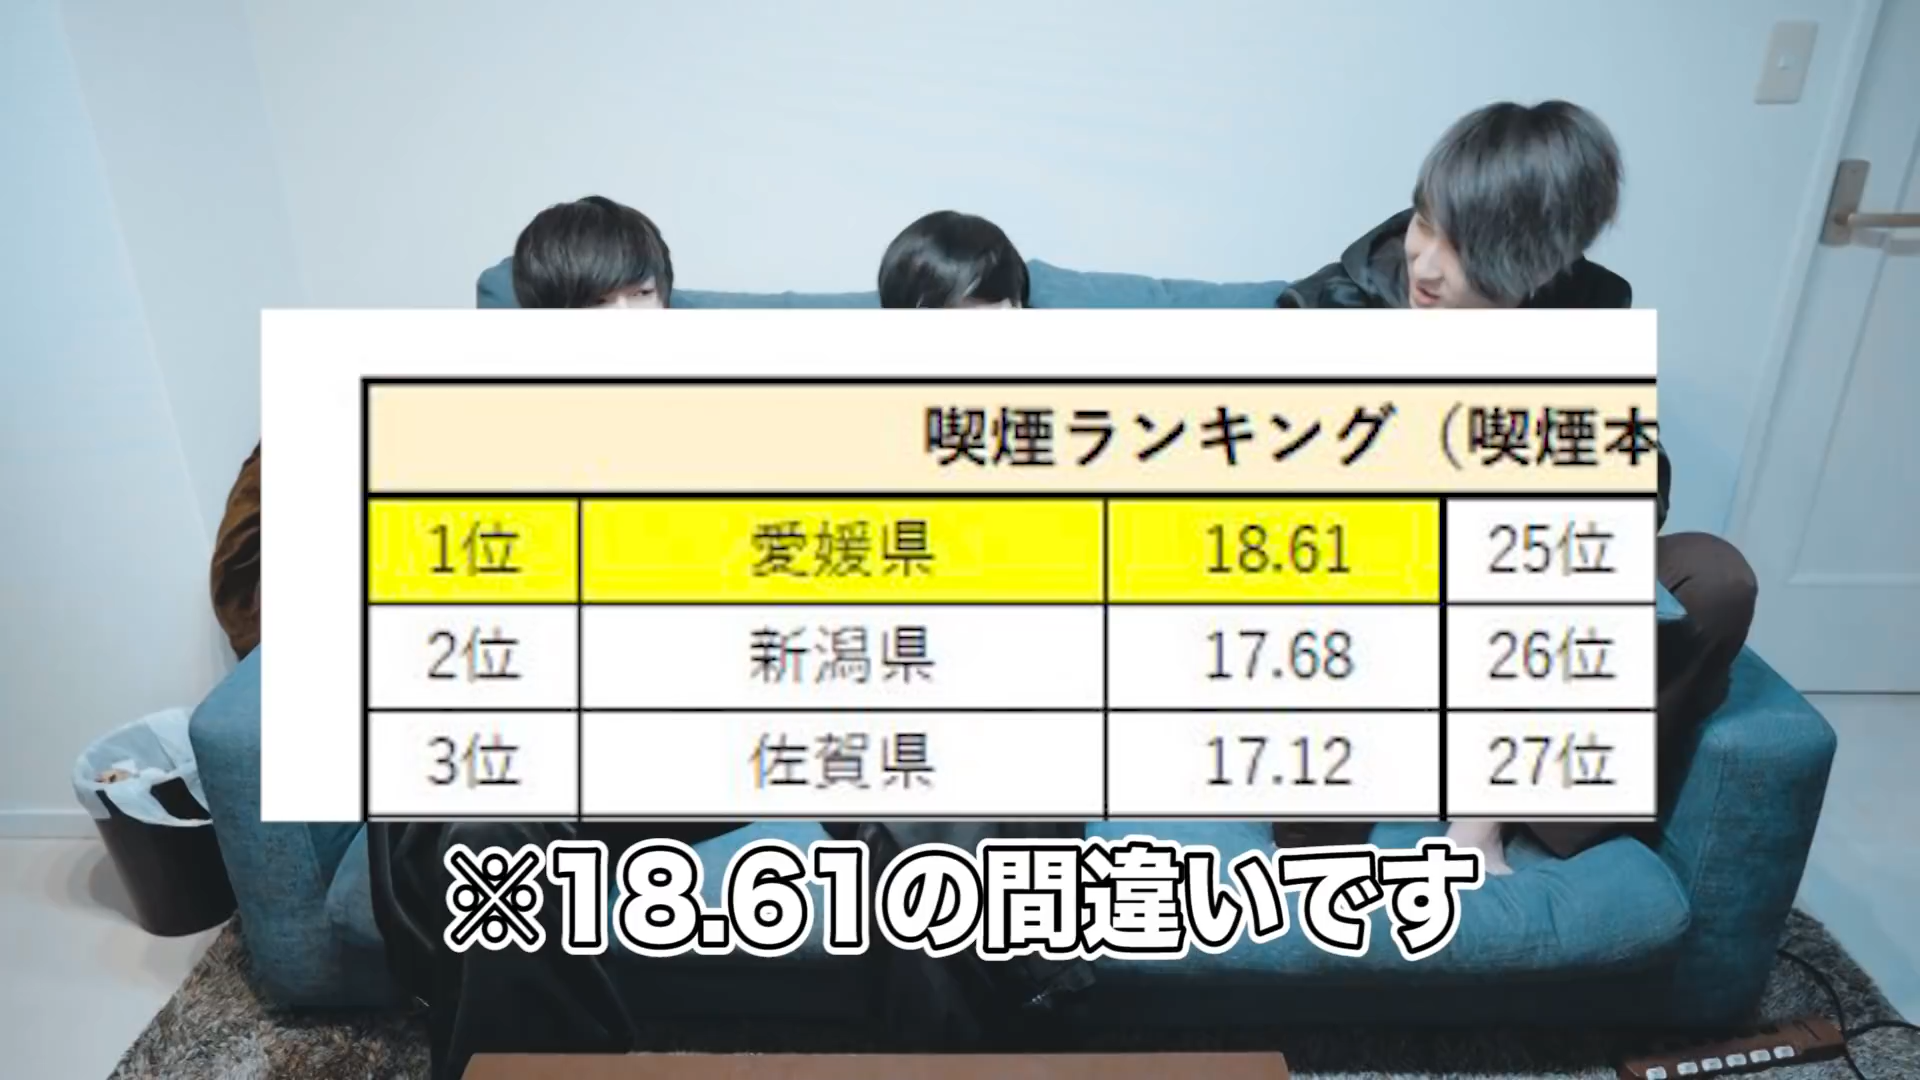 喫煙ランキング（喫煙本
1位 愛媛県 18.61 25位
2位 新潟県 17.68 26位
3位 佐賀県 17.12 27位
※18.61の間違いです